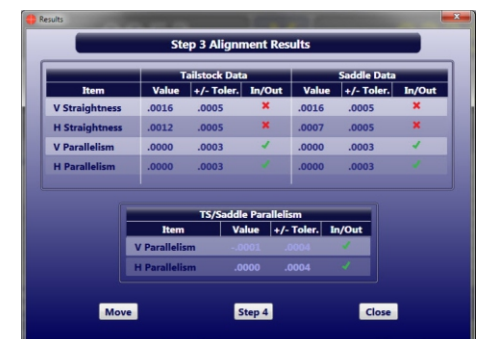 Results
Step 3 Alignment Results
Tailstock Data Saddle Data
Item Value +/- Toler. In/Out Value +/- Toler. In/Out
V Straightness .0016 .0005 ✖ .0016 .0005 ✖
H Straightness .0012 .0005 ✖ .0007 .0005 ✖
V Parallelism .0000 .0003 ✓ .0000 .0003 ✓
H Parallelism .0000 .0003 ✓ .0000 .0003 ✓
TS/Saddle Parallelism
Item Value +/- Toler. In/Out
V Parallelism -.0001 .0004 ✓
H Parallelism .0000 .0004 ✓
Move Step 4 Close